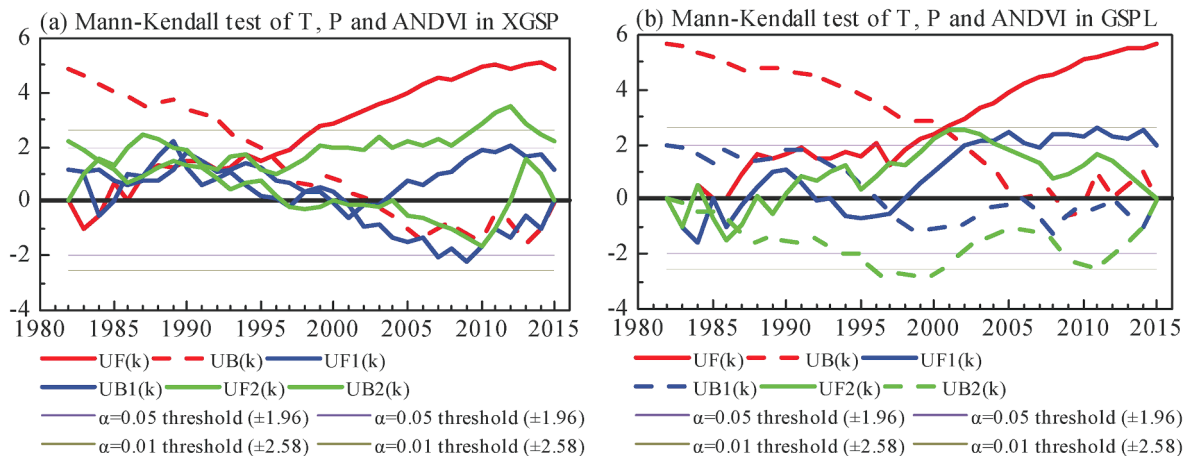 (a) Mann-Kendall test of T, P and ANDVI in XGSP
6
4
2
0
-2
-4
1980 1985 1990 1995 2000 2005 2010 2015
UF(k) UB(k) UF1(k)
UB1(k) UF2(k) UB2(k)
α=0.05 threshold (±1.96) α=0.05 threshold (±1.96)
α=0.01 threshold (±2.58) α=0.01 threshold (±2.58)
(b) Mann-Kendall test of T, P and ANDVI in GSPL
6
4
2
0
-2
-4
1980 1985 1990 1995 2000 2005 2010 2015
UF(k) UB(k) UF1(k)
UB1(k) UF2(k) UB2(k)
α=0.05 threshold (±1.96) α=0.05 threshold (±1.96)
α=0.01 threshold (±2.58) α=0.01 threshold (±2.58)